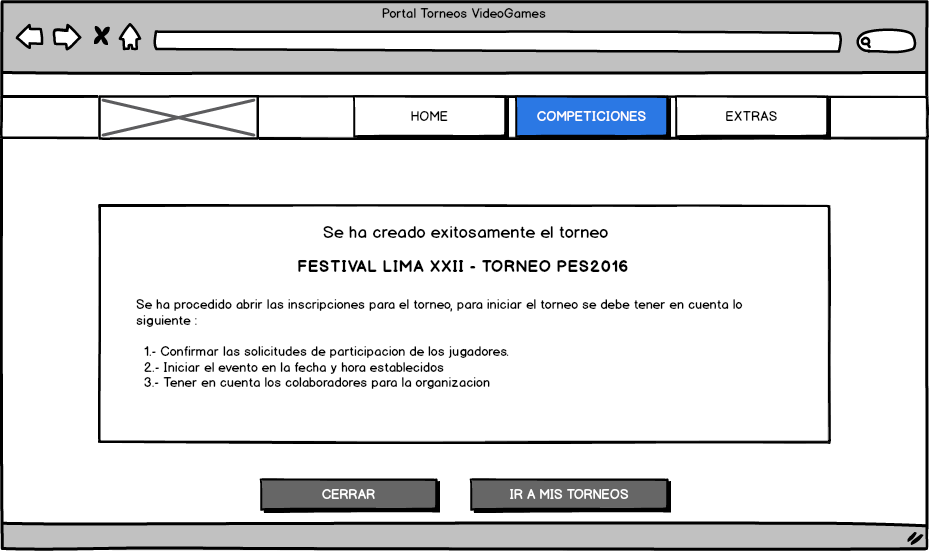 Portal Torneos VideoGames
HOME
COMPETICIONES
EXTRAS
Se ha creado exitosamente el torneo
FESTIVAL LIMA XXII - TORNEO PES2016
Se ha procedido abrir las inscripciones para el torneo, para iniciar el torneo se debe tener en cuenta lo
siguiente :
1.- Confirmar las solicitudes de participacion de los jugadores.
2.- Iniciar el evento en la fecha y hora establecidos
3.- Tener en cuenta los colaboradores para la organizacion
CERRAR
IR A MIS TORNEOS